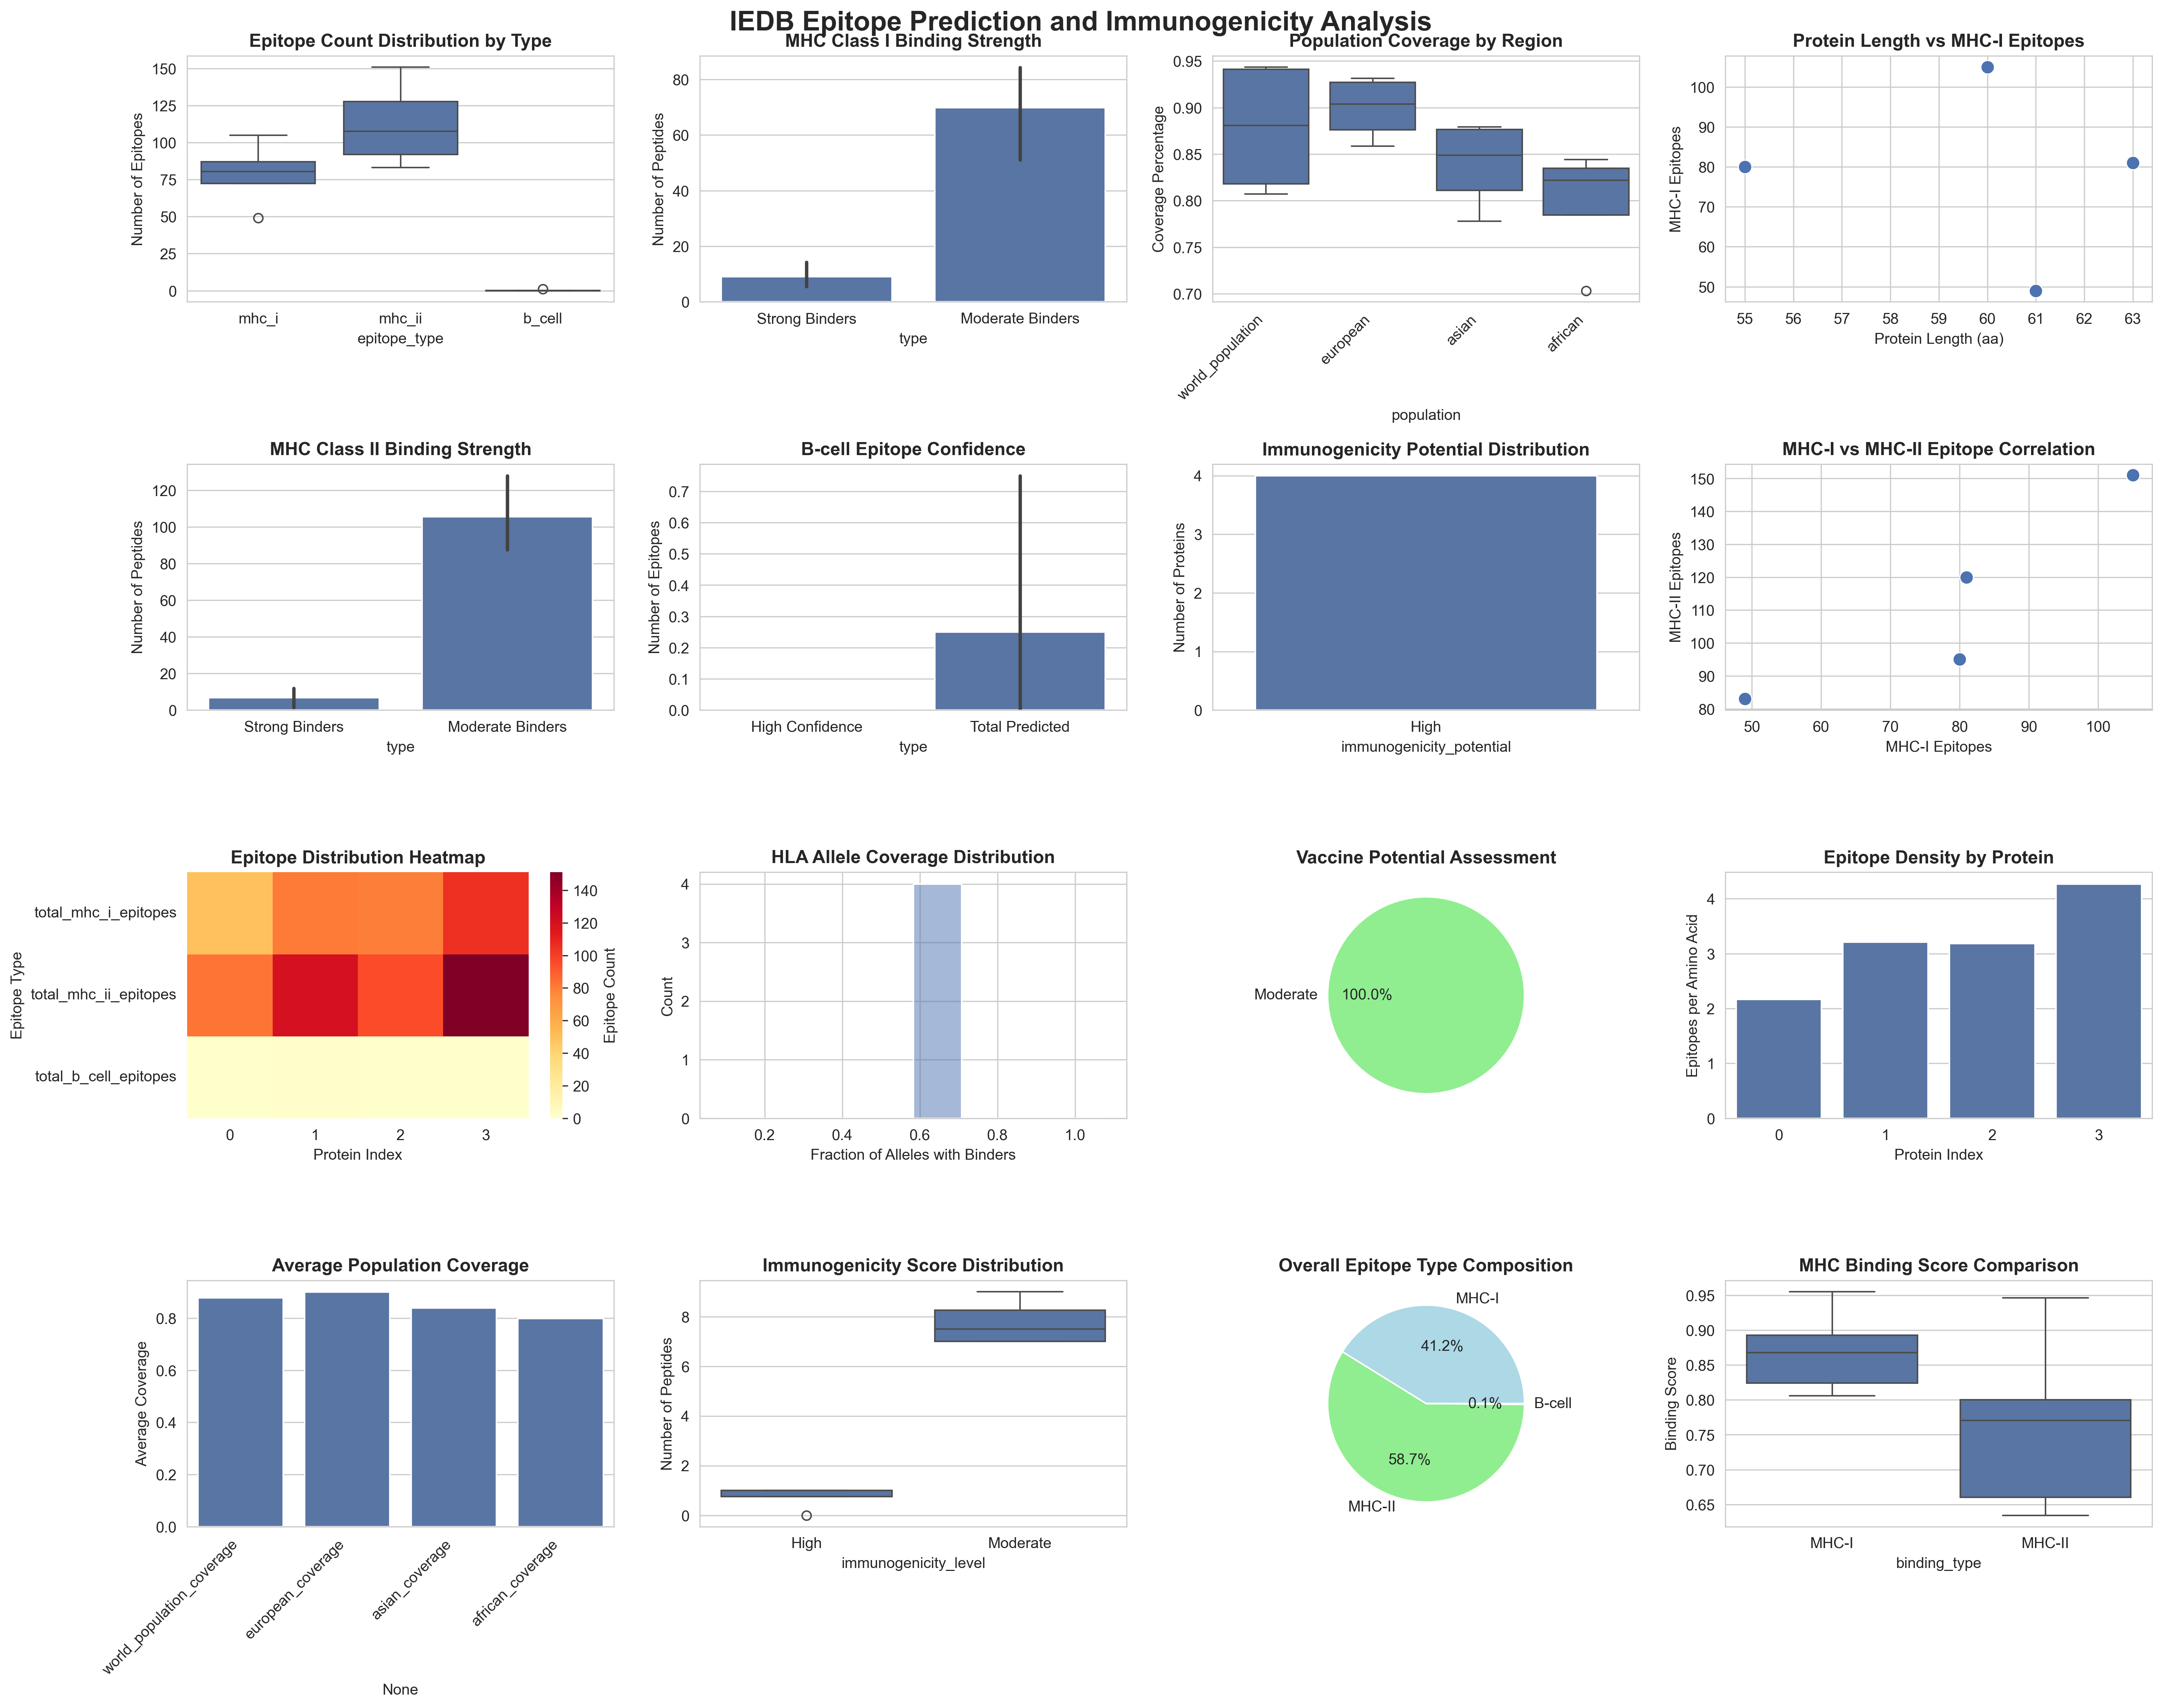 IEDB Epitope Prediction and Immunogenicity Analysis
Epitope Count Distribution by Type
Number of Epitopes
150
125
100
75
50
25
0
mhc_i
mhc_ii
b_cell
epitope_type
MHC Class I Binding Strength
Number of Peptides
80
60
40
20
0
Strong Binders
Moderate Binders
type
Population Coverage by Region
Coverage Percentage
0.95
0.90
0.85
0.80
0.75
0.70
world_population
european
asian
african
population
Protein Length vs MHC-I Epitopes
MHC-I Epitopes
100
90
80
70
60
50
55
56
57
58
59
60
61
62
63
Protein Length (aa)
MHC Class II Binding Strength
Number of Peptides
120
100
80
60
40
20
0
Strong Binders
Moderate Binders
type
B-cell Epitope Confidence
Number of Epitopes
0.7
0.6
0.5
0.4
0.3
0.2
0.1
0.0
High Confidence
Total Predicted
type
Immunogenicity Potential Distribution
Number of Proteins
4
3
2
1
0
High
immunogenicity_potential
MHC-I vs MHC-II Epitope Correlation
MHC-II Epitopes
150
140
130
120
110
100
90
80
50
60
70
80
90
100
MHC-I Epitopes
Epitope Distribution Heatmap
Epitope Type
total_mhc_i_epitopes
total_mhc_ii_epitopes
total_b_cell_epitopes
0
1
2
3
Protein Index
140
120
100
80
60
40
20
0
Epitope Count
HLA Allele Coverage Distribution
Count
4
3
2
1
0
0.2
0.4
0.6
0.8
1.0
Fraction of Alleles with Binders
Vaccine Potential Assessment
Moderate
100.0%
Epitope Density by Protein
Epitopes per Amino Acid
4
3
2
1
0
0
1
2
3
Protein Index
Average Population Coverage
Average Coverage
0.8
0.6
0.4
0.2
0.0
world_population_coverage
european_coverage
asian_coverage
african_coverage
None
Immunogenicity Score Distribution
Number of Peptides
8
6
4
2
0
High
Moderate
immunogenicity_level
Overall Epitope Type Composition
MHC-I
41.2%
0.1%
B-cell
58.7%
MHC-II
MHC Binding Score Comparison
Binding Score
0.95
0.90
0.85
0.80
0.75
0.70
0.65
MHC-I
MHC-II
binding_type